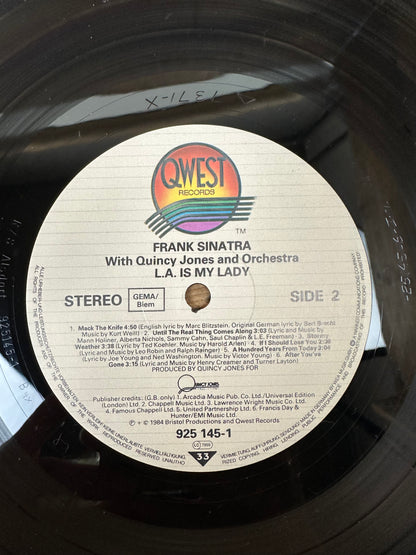 QWEST
RECORDS
TM
FRANK SINATRA
With Quincy Jones and Orchestra
L.A. IS MY LADY
STEREO
GEMA/
Biem
SIDE 2
1. Mack The Knife 4:50 (English lyric by Marc Blitzstein, Original German lyric by Bert Brecht,
Music by Kurt Weill) 2. Until The Real Thing Comes Along 3:03 (Lyric and Music by
Mann Holiner, Alberta Nichols, Sammy Cahn, Saul Chaplin & L.E. Freeman) 3. Stormy
Weather 3:38 (Lyric by Ted Koehler. Music by Harold Arlen) 4. If I Should Lose You 2:36
(Lyric and Music by Leo Robin and Ralph Rainger) 5. A Hundred Years From Today 3:04
(Lyric by Joe Young and Ned Washington. Music by Victor Young) 6. After You've
Gone 3:15 (Lyric and Music by Henry Creamer and Turner Layton)
PRODUCED BY QUINCY JONES FOR
QUINCY JONES
Publisher credits: (G.B. only) 1. Arcadia Music Pub. Co. Ltd./Universal Edition
(London) Ltd. 2. Chappell Music Ltd. 3. Lawrence Wright Music Co. Ltd.
4. Famous Chappell Ltd. 5. United Partnership Ltd. 6. Francis Day &
Hunter/EMI Music Ltd.
℗ + © 1984 Bristol Productions and Qwest Records
925 145-1
33